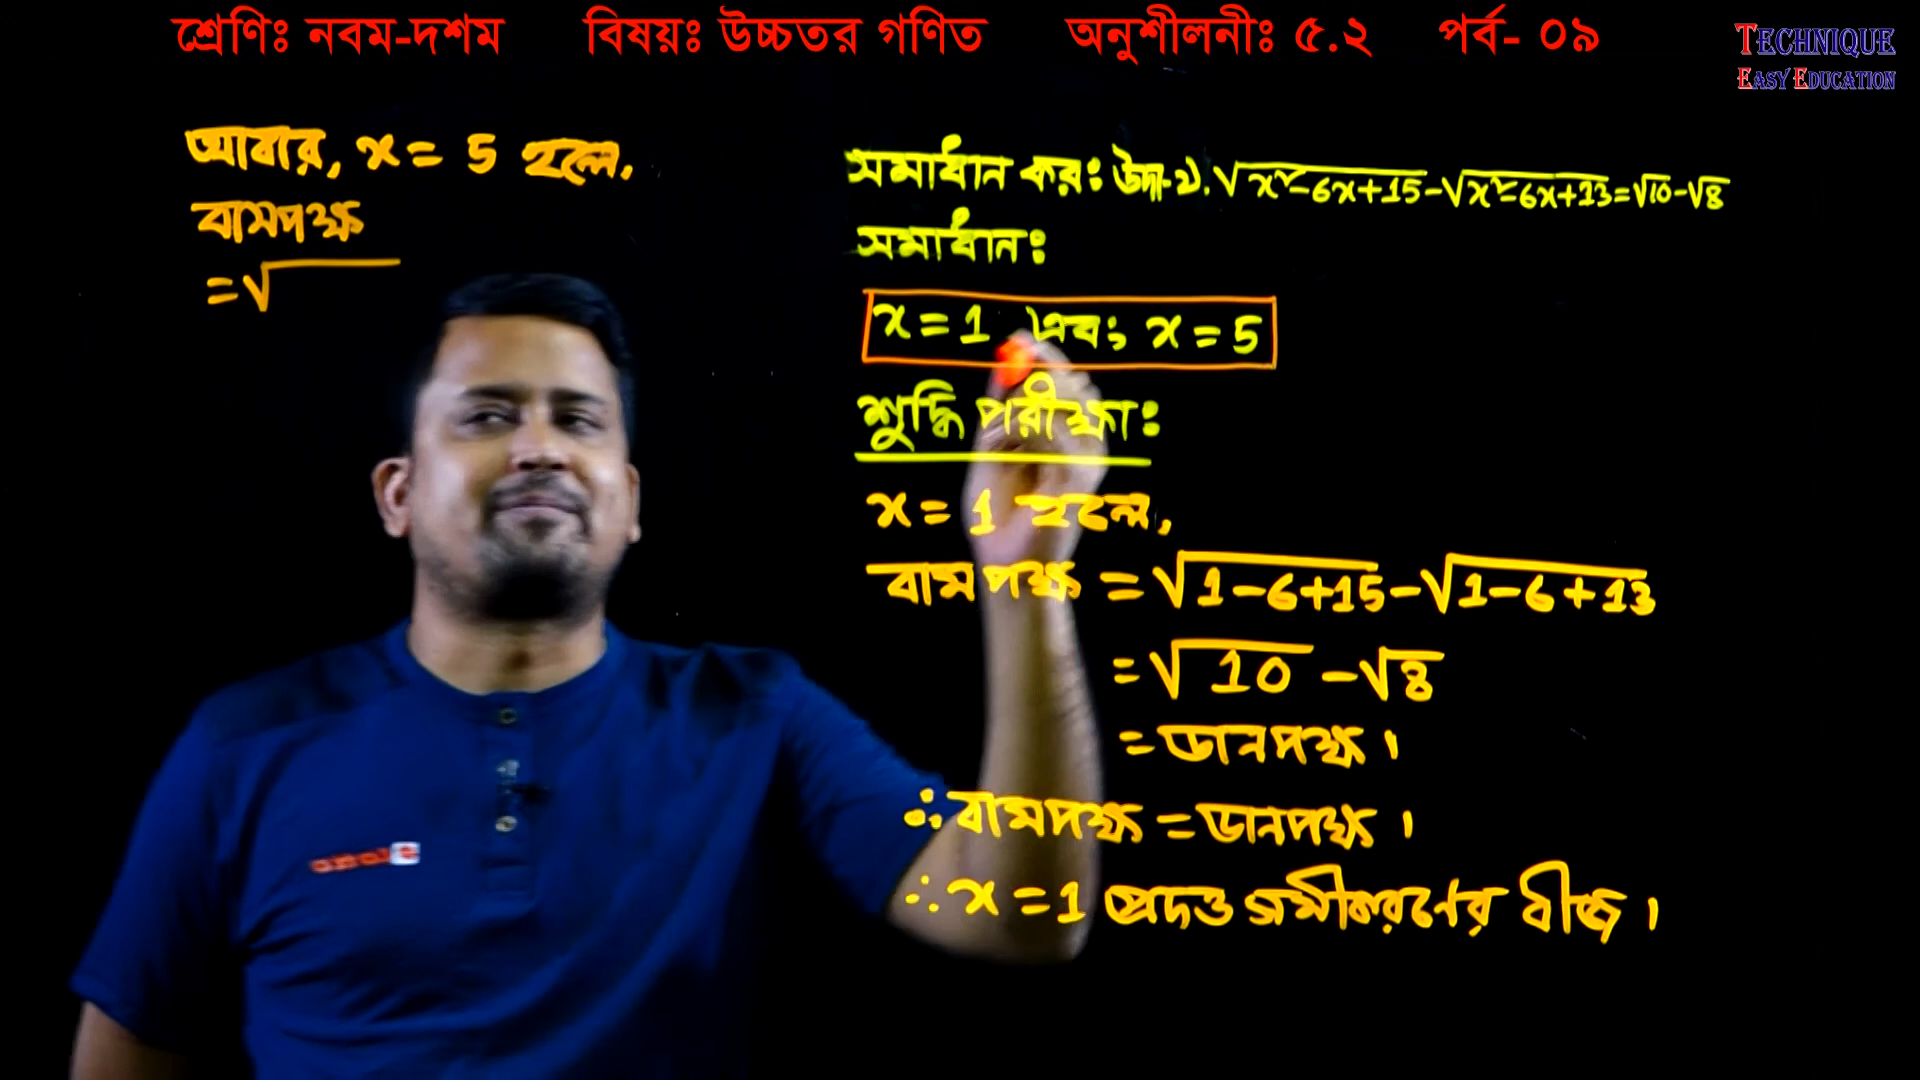 শ্রেণিঃ নবম-দশম বিষয়ঃ উচ্চতর গণিত অনুশীলনীঃ ৫.২ পর্ব- ০৯
TECHNIQUE
EASY EDUCATION
আবার, x = 5 হলে,
বামপক্ষ
= √
সমাধান করঃ উদা-১. √x²-6x+15 - √x²-6x+13 = √10 - √8
সমাধানঃ
x = 1 এবং x = 5
শুদ্ধি পরীক্ষাঃ
x = 1 হলে,
বামপক্ষ = √1-6+15 - √1-6+13
= √10 - √8
= ডানপক্ষ।
∴ বামপক্ষ = ডানপক্ষ।
∴ x = 1 প্রদত্ত সমীকরণের বীজ।